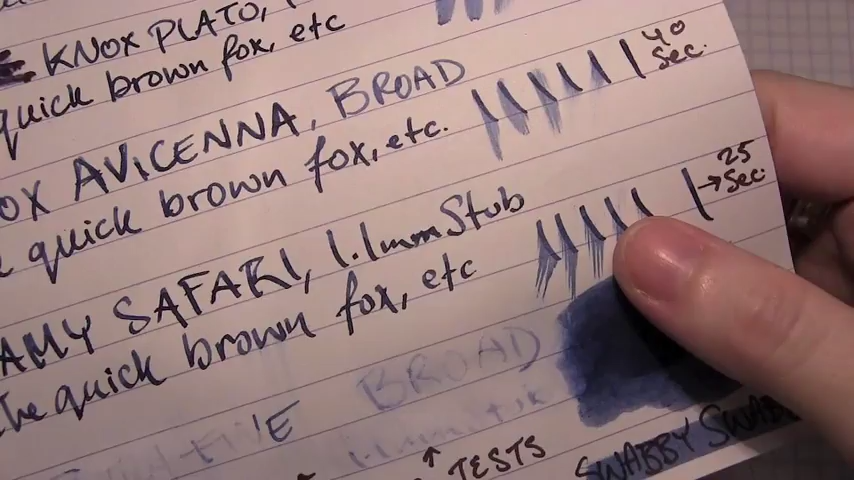 KNOX PLATO,
quick brown fox, etc
40
Sec.
OX AVICENNA, BROAD
quick brown fox, etc.
25
→ Sec.
AMY SAFARI, 1.1mm Stub
the quick brown fox, etc
BROAD
1.1mm stub
↑
TESTS
SWABBY SWAB